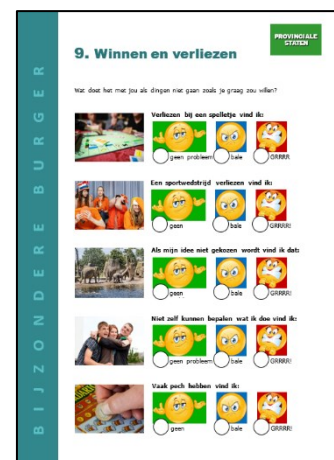 PROVINCIALE
STATEN
9. Winnen en verliezen
BIJZONDERE BURGER
Wat doet het met jou als dingen niet gaan zoals je graag zou willen?
Verliezen bij een spelletje vind ik:
geen probleem
bale
GRRRR
Een sportwedstrijd verliezen vind ik:
geen
bale
GRRRR!
Als mijn idee niet gekozen wordt vind ik dat:
geen
bale
GRRRR!
Niet zelf kunnen bepalen wat ik doe vind ik:
geen probleem
bale
GRRRR!
Vaak pech hebben vind ik:
geen
bale
GRRRR!